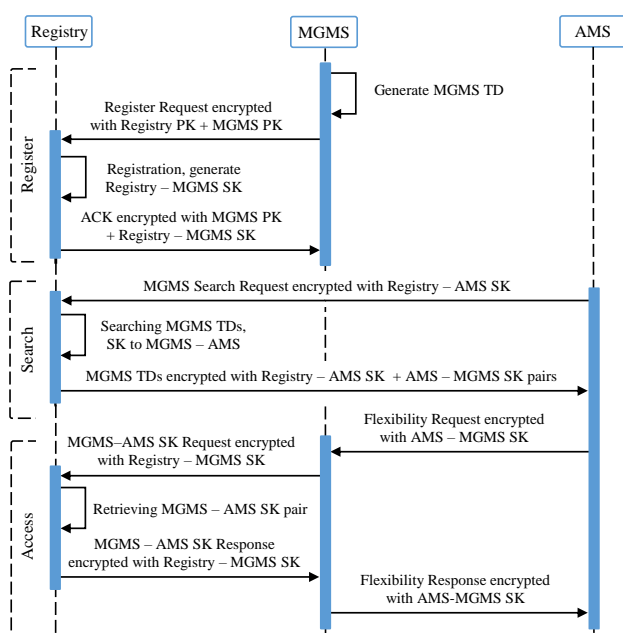 Registry
MGMS
AMS
Register
Generate MGMS TD
Register Request encrypted
with Registry PK + MGMS PK
Registration, generate
Registry – MGMS SK
ACK encrypted with MGMS PK
+ Registry – MGMS SK
Search
MGMS Search Request encrypted with Registry – AMS SK
Searching MGMS TDs,
SK to MGMS – AMS
MGMS TDs encrypted with Registry – AMS SK + AMS – MGMS SK pairs
Access
Flexibility Request encrypted
with AMS – MGMS SK
MGMS–AMS SK Request encrypted
with Registry – MGMS SK
Retrieving MGMS – AMS SK pair
MGMS – AMS SK Response
encrypted with Registry – MGMS SK
Flexibility Response encrypted
with AMS-MGMS SK